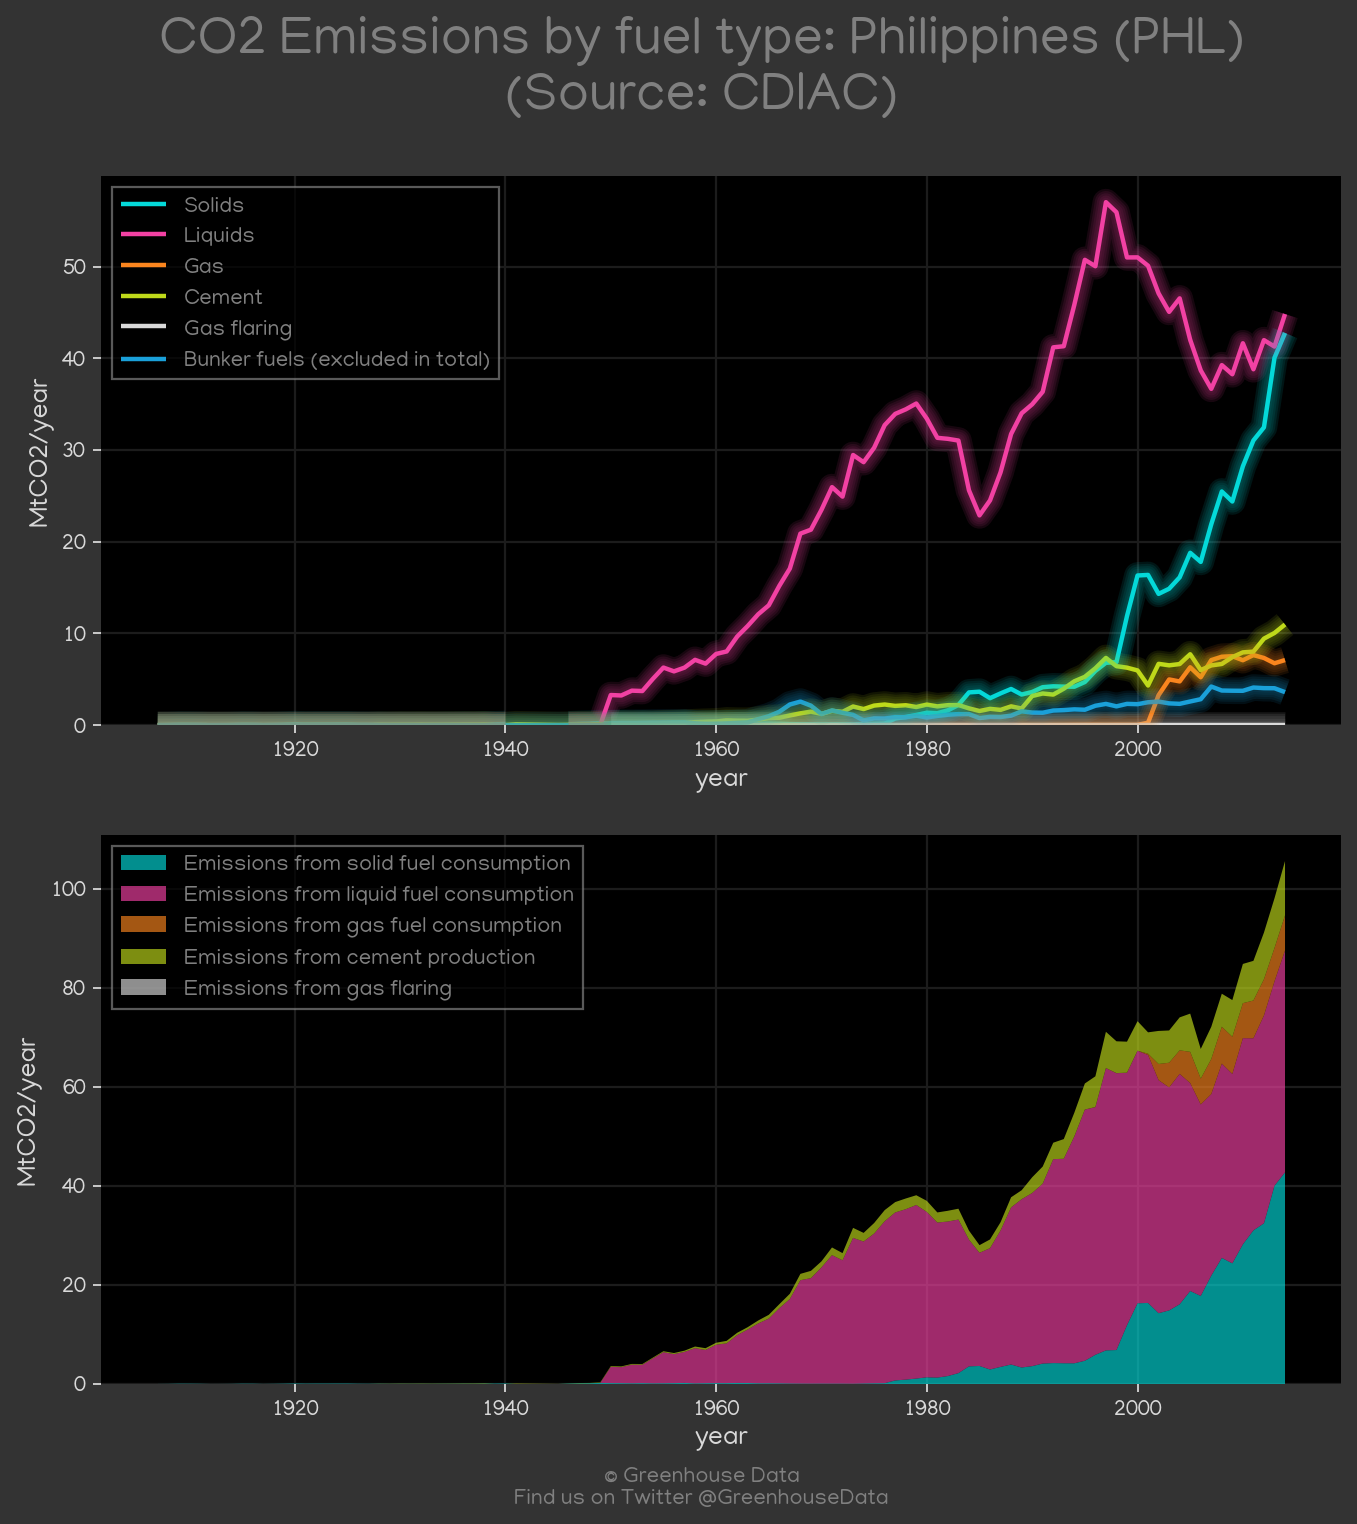 CO2 Emissions by fuel type: Philippines (PHL)
(Source: CDIAC)
Solids
Liquids
Gas
Cement
Gas flaring
Bunker fuels (excluded in total)
50
40
30
20
10
0
MtCO2/year
1920 1940 1960 1980 2000
year
Emissions from solid fuel consumption
Emissions from liquid fuel consumption
Emissions from gas fuel consumption
Emissions from cement production
Emissions from gas flaring
100
80
60
40
20
0
MtCO2/year
1920 1940 1960 1980 2000
year
© Greenhouse Data
Find us on Twitter @GreenhouseData